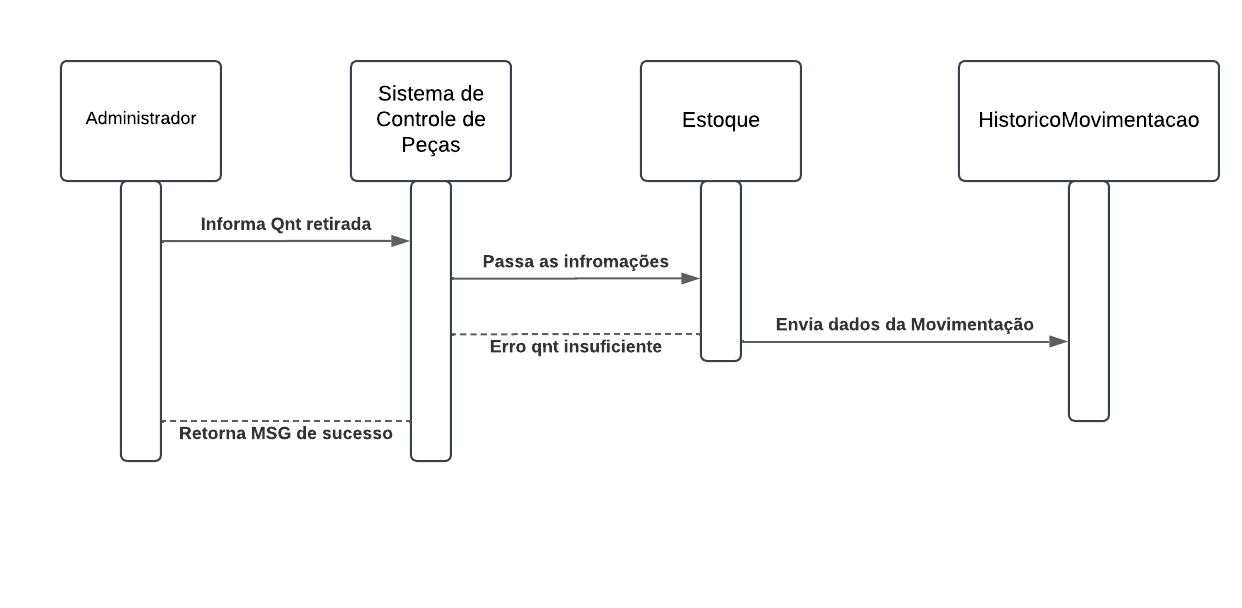 Administrador
Sistema de
Controle de
Peças
Estoque
HistoricoMovimentacao
Informa Qnt retirada
Passa as infromações
Envia dados da Movimentação
Erro qnt insuficiente
Retorna MSG de sucesso